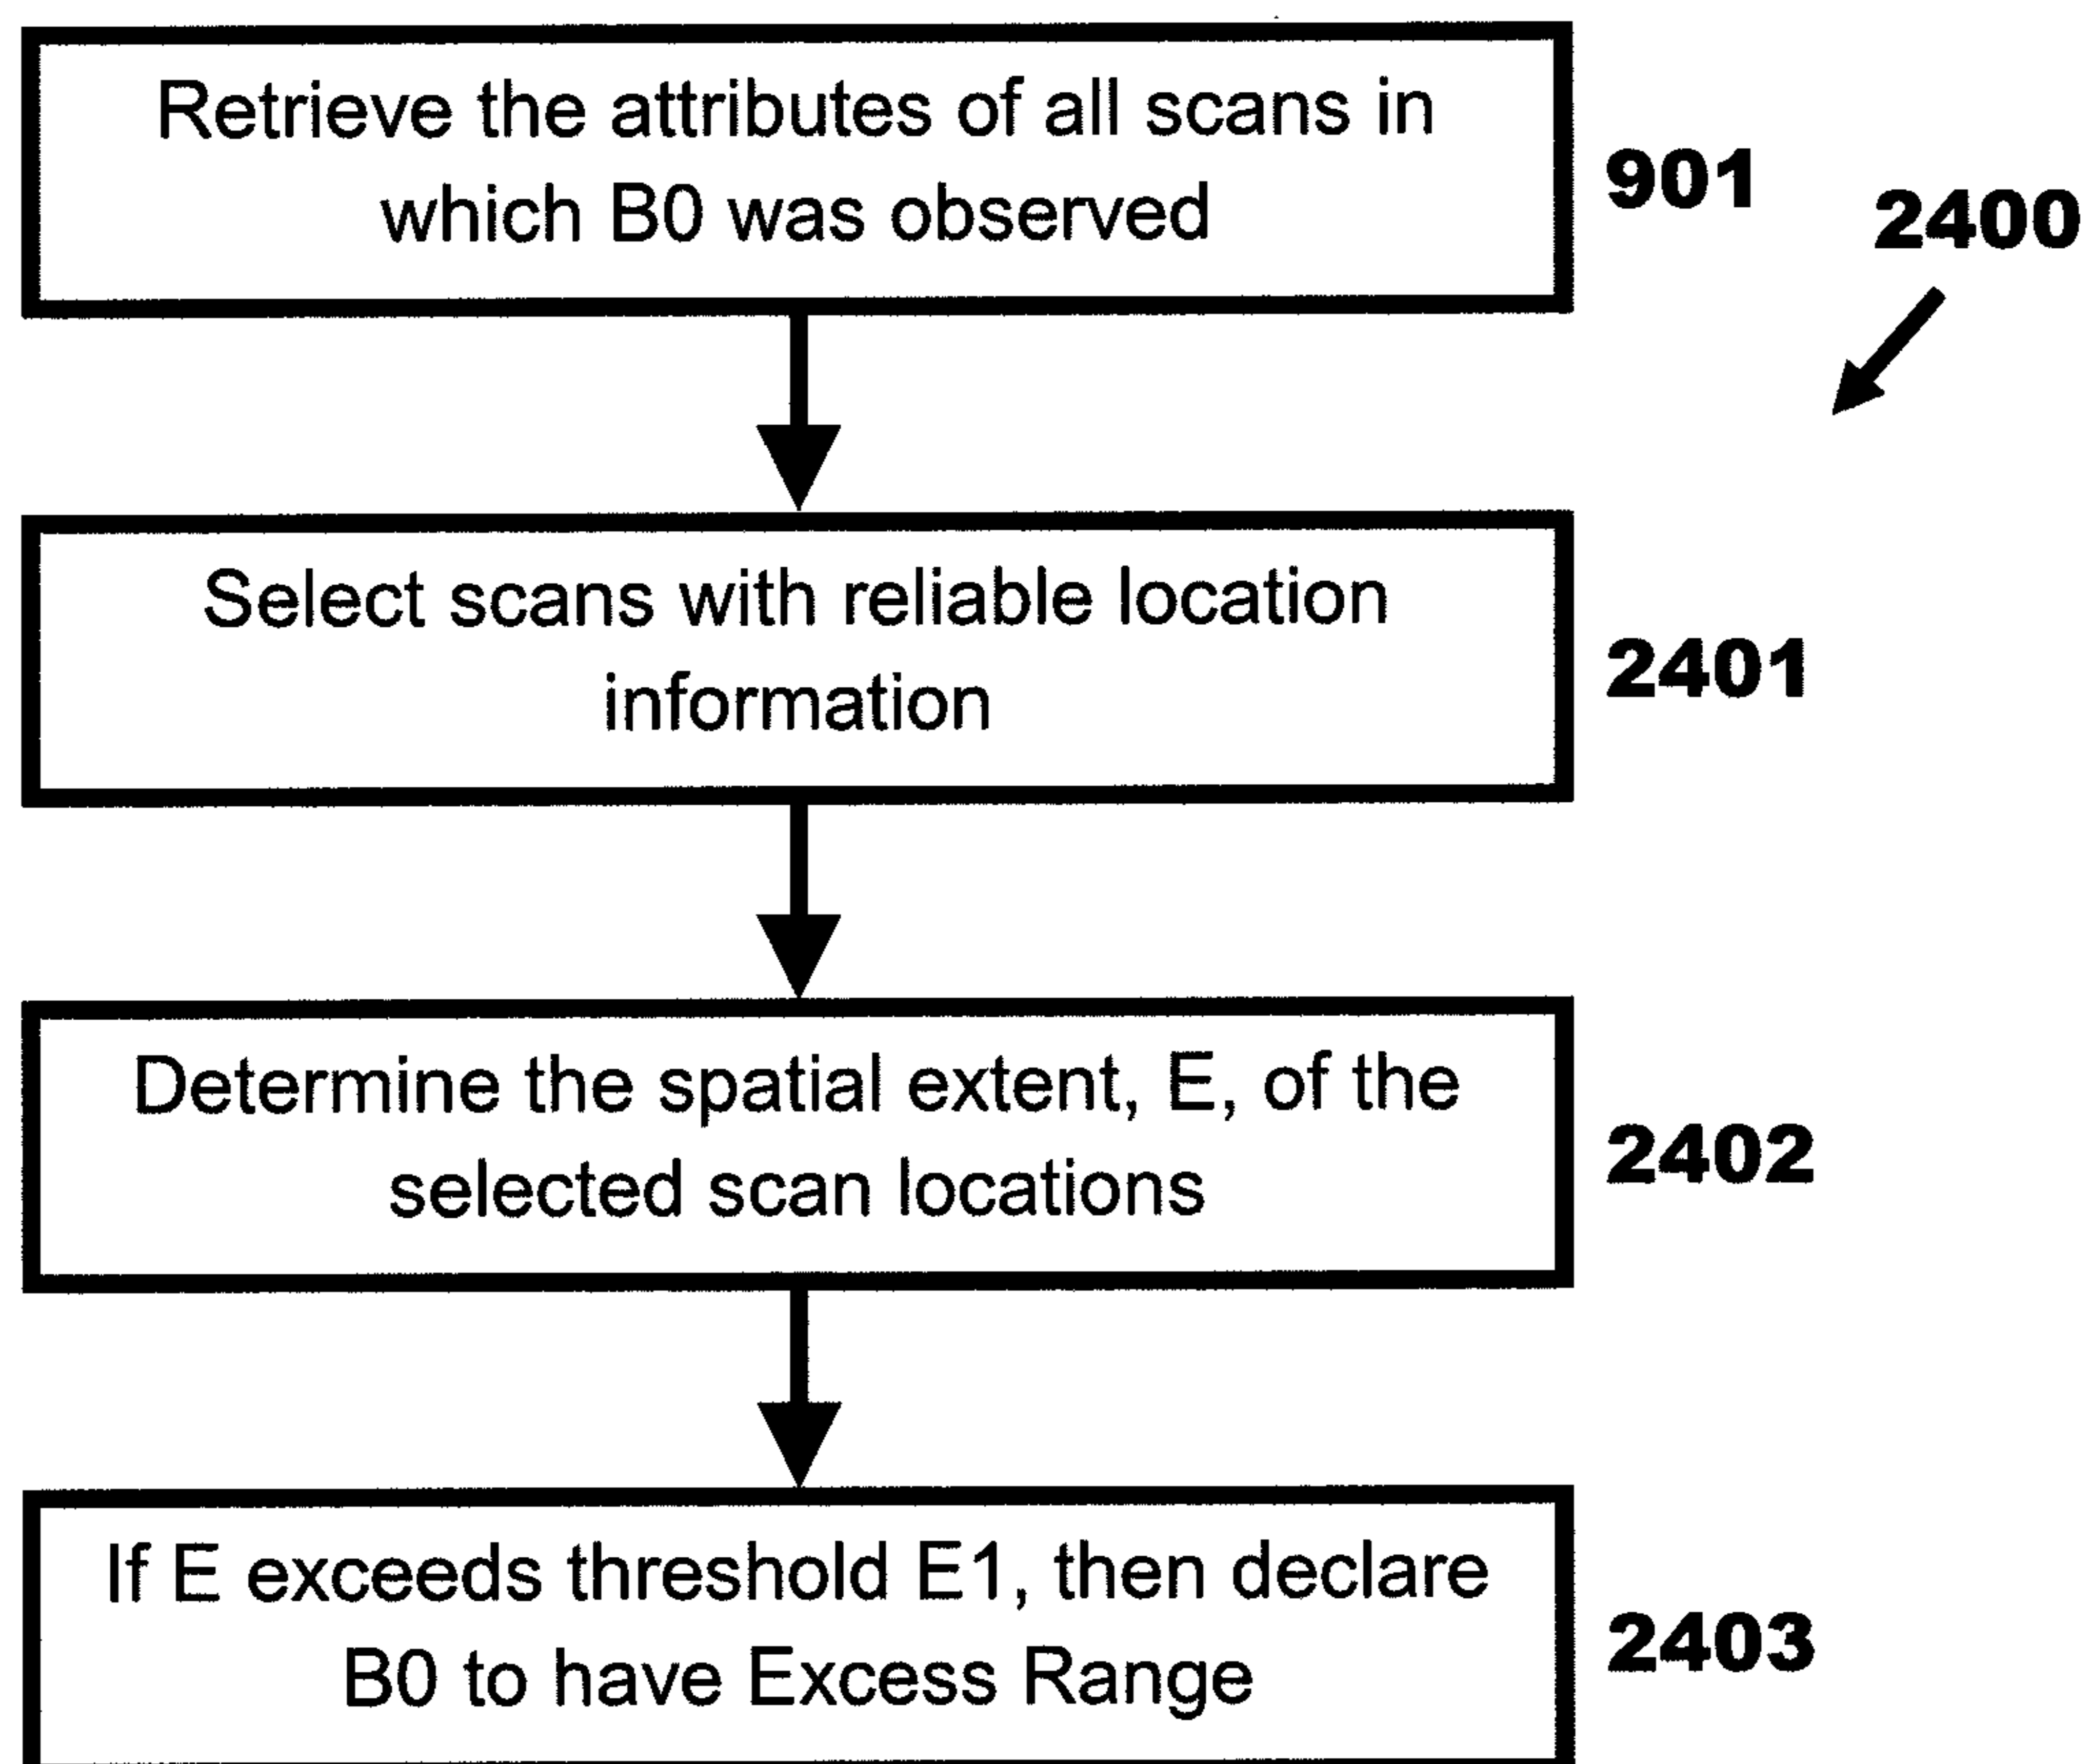 Retrieve the attributes of all scans in
which B0 was observed
901
2400
Select scans with reliable location
information
2401
Determine the spatial extent, E, of the
selected scan locations
2402
If E exceeds threshold E1, then declare
B0 to have Excess Range
2403